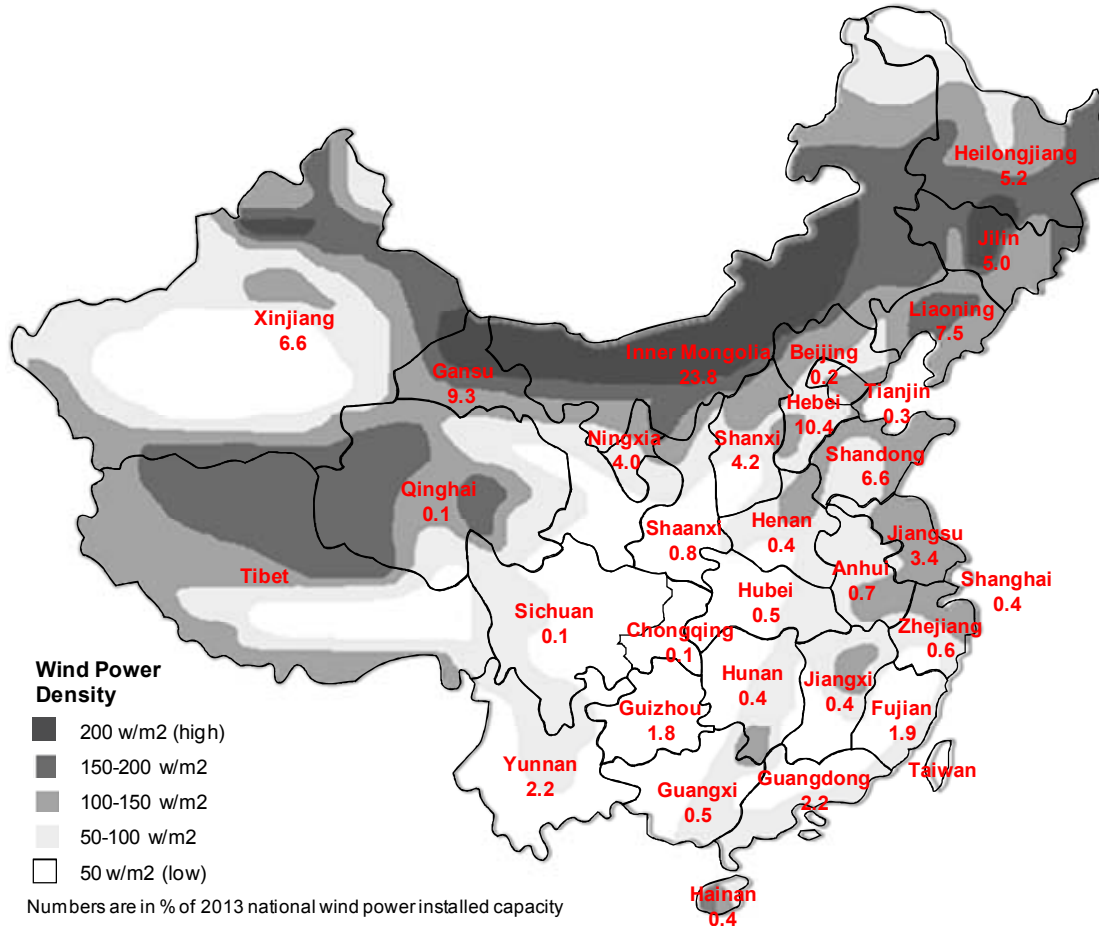 Heilongjiang
5.2
Jilin
5.0
Liaoning
7.5
Xinjiang
6.6
Inner Mongolia
23.8
Beijing
0.2
Gansu
9.3
Tianjin
0.3
Hebei
10.4
Ningxia
4.0
Shanxi
4.2
Shandong
6.6
Qinghai
0.1
Shaanxi
0.8
Henan
0.4
Jiangsu
3.4
Anhui
0.7
Shanghai
0.4
Tibet
Sichuan
0.1
Hubei
0.5
Chongqing
0.1
Zhejiang
0.6
Hunan
0.4
Jiangxi
0.4
Guizhou
1.8
Fujian
1.9
Yunnan
2.2
Guangxi
0.5
Guangdong
2.2
Taiwan
Hainan
0.4
Wind Power
Density
200 w/m2 (high)
150-200 w/m2
100-150 w/m2
50-100 w/m2
50 w/m2 (low)
Numbers are in % of 2013 national wind power installed capacity